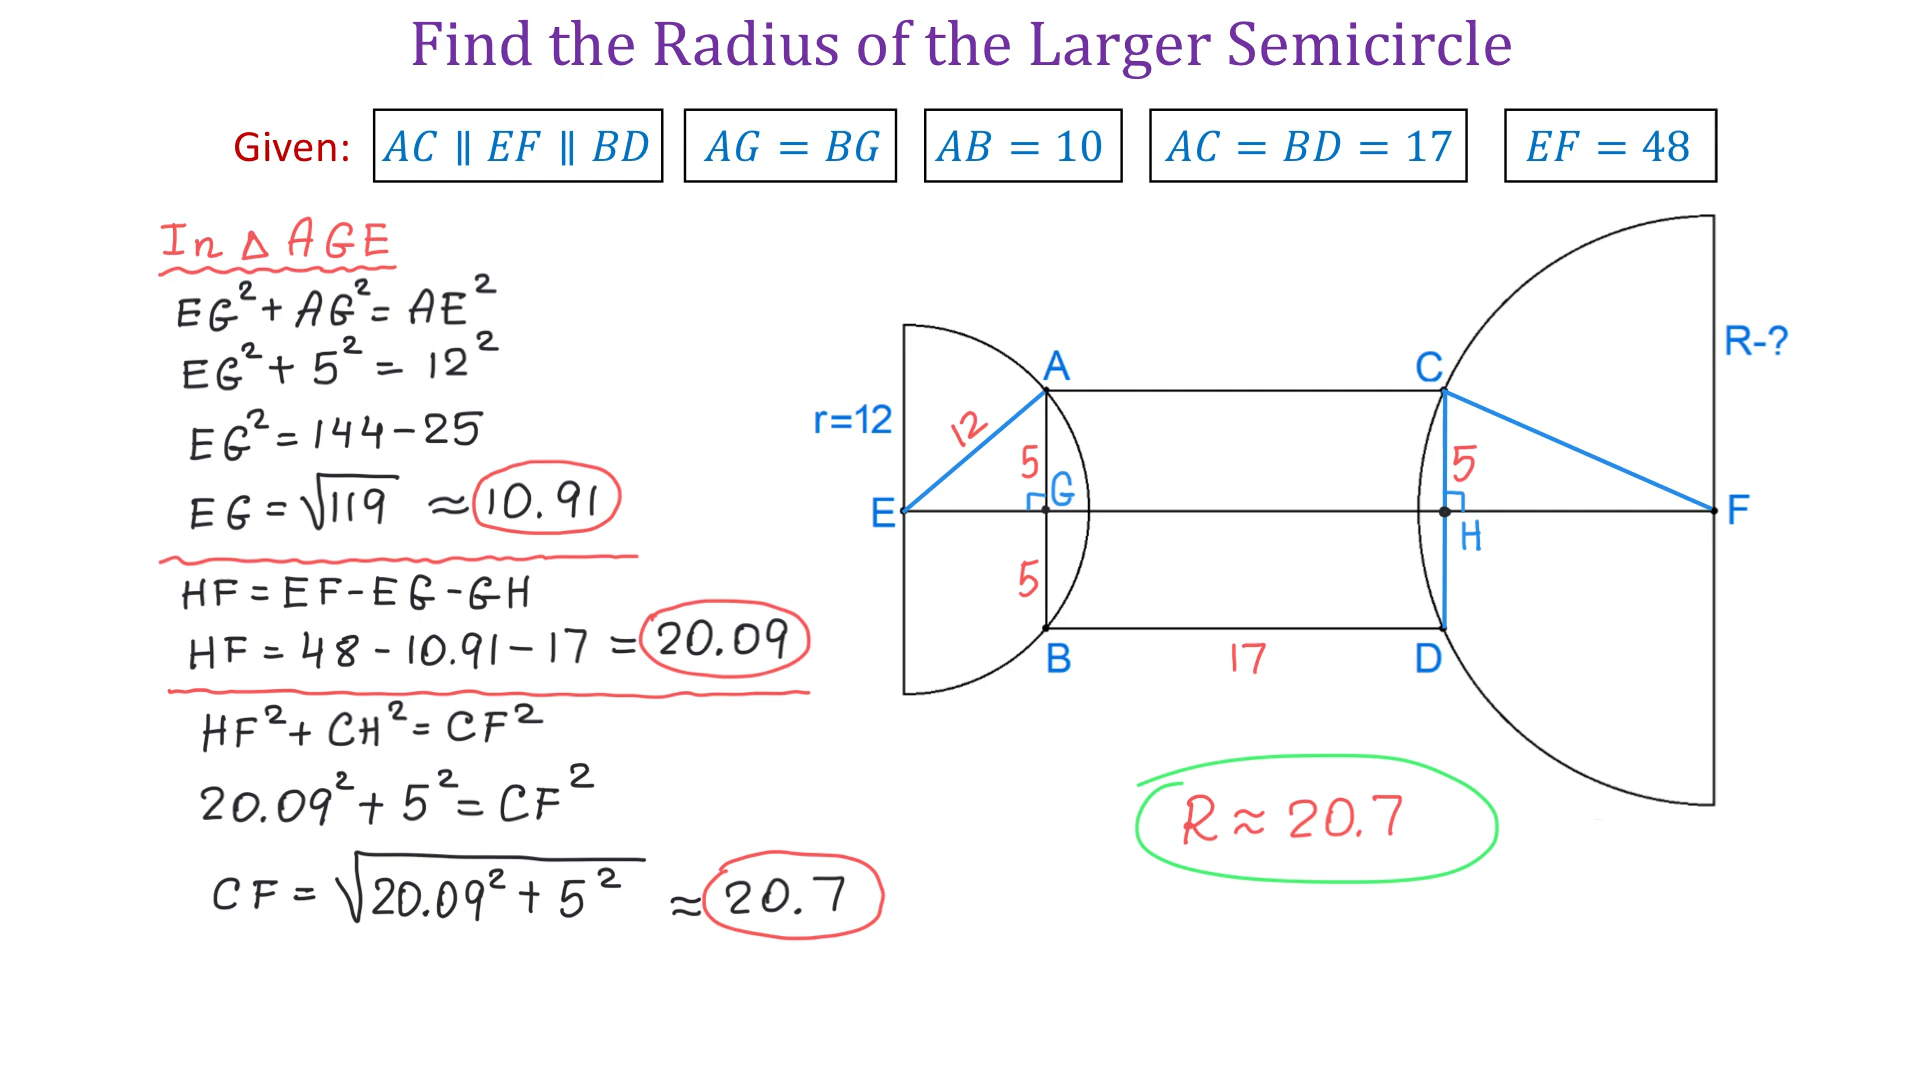 Find the Radius of the Larger Semicircle
Given: AC ∥ EF ∥ BD AG = BG AB = 10 AC = BD = 17 EF = 48
In △ AGE
EG² + AG² = AE²
EG² + 5² = 12²
EG² = 144 - 25
EG = √119 ≈ 10.91
HF = EF - EG - GH
HF = 48 - 10.91 - 17 = 20.09
HF² + CH² = CF²
20.09² + 5² = CF²
CF = √20.09² + 5² ≈ 20.7
A
C
R-?
r=12
12
5
G
5
E
F
H
5
B
17
D
R ≈ 20.7